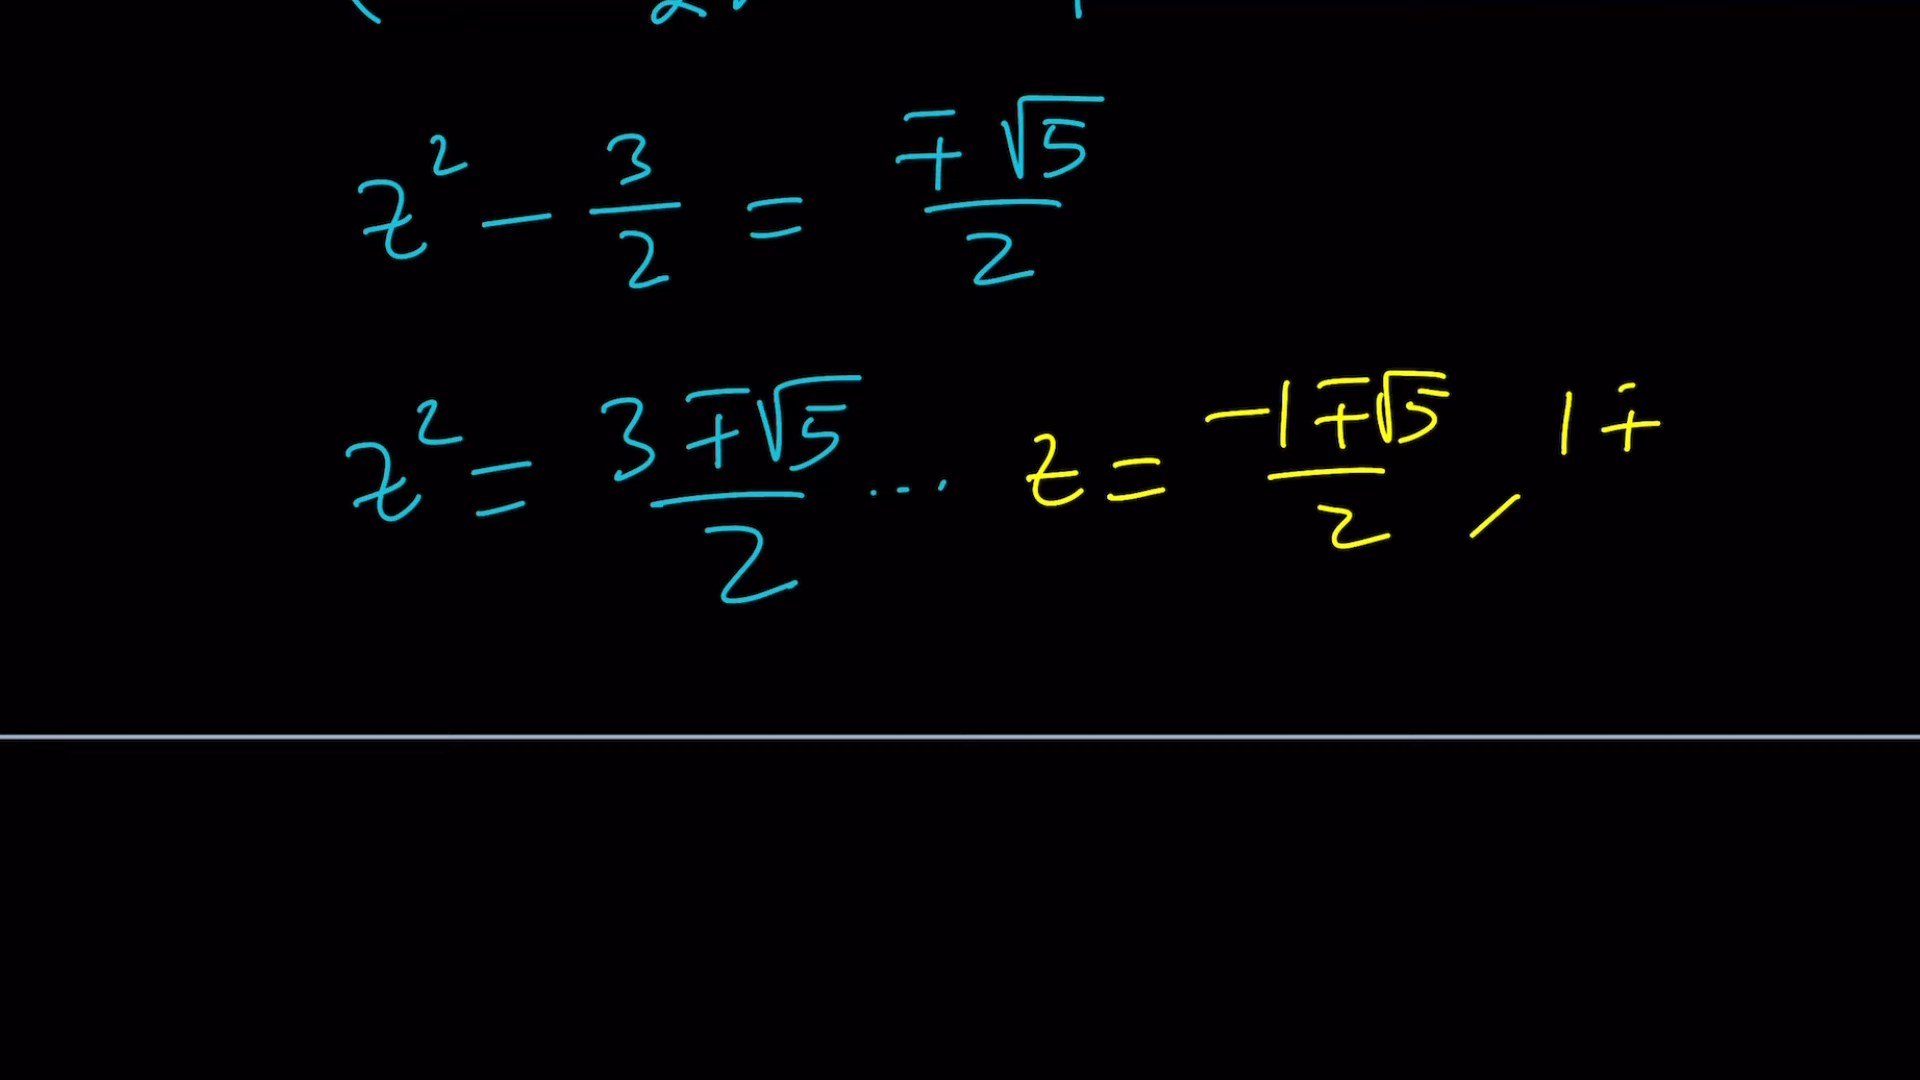 z² - 3/2 = ∓√5/2
z² = (3 ∓ √5)/2 ... z = (-1 ∓ √5)/2 , 1 ∓